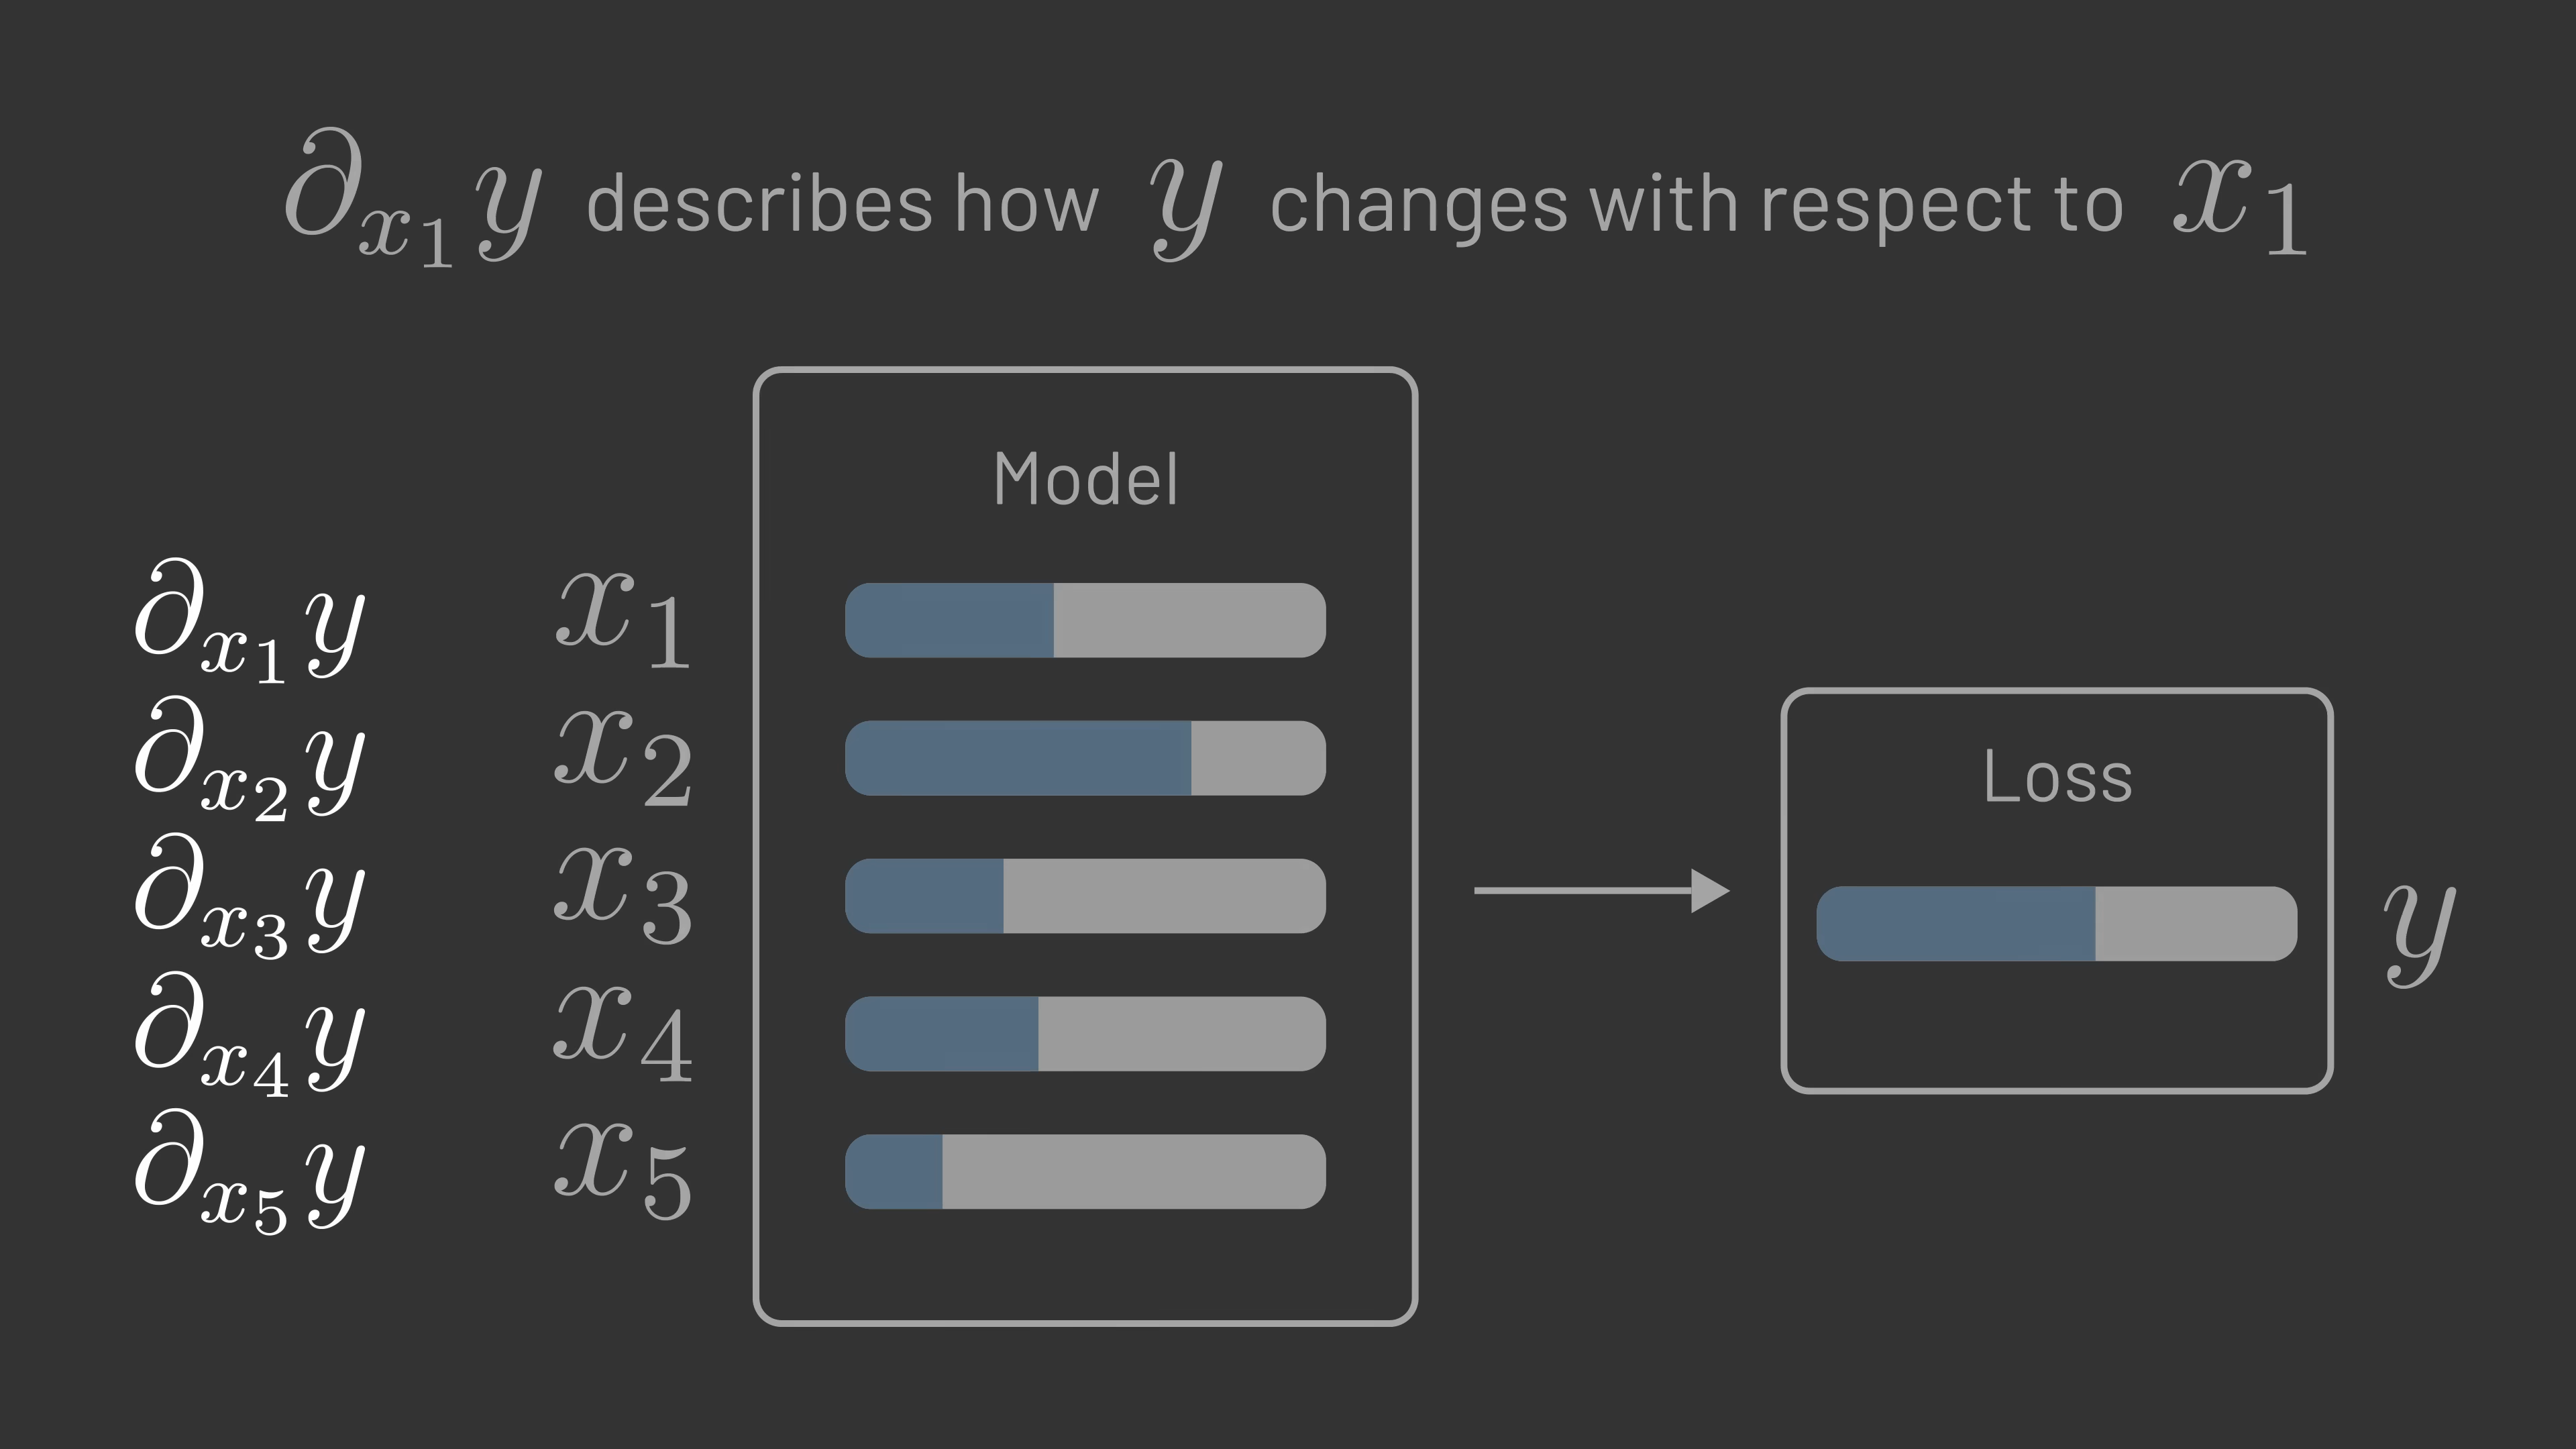 ∂x₁y describes how y changes with respect to x₁
Model
∂x₁y x₁
∂x₂y x₂
Loss
∂x₃y x₃
y
∂x₄y x₄
∂x₅y x₅